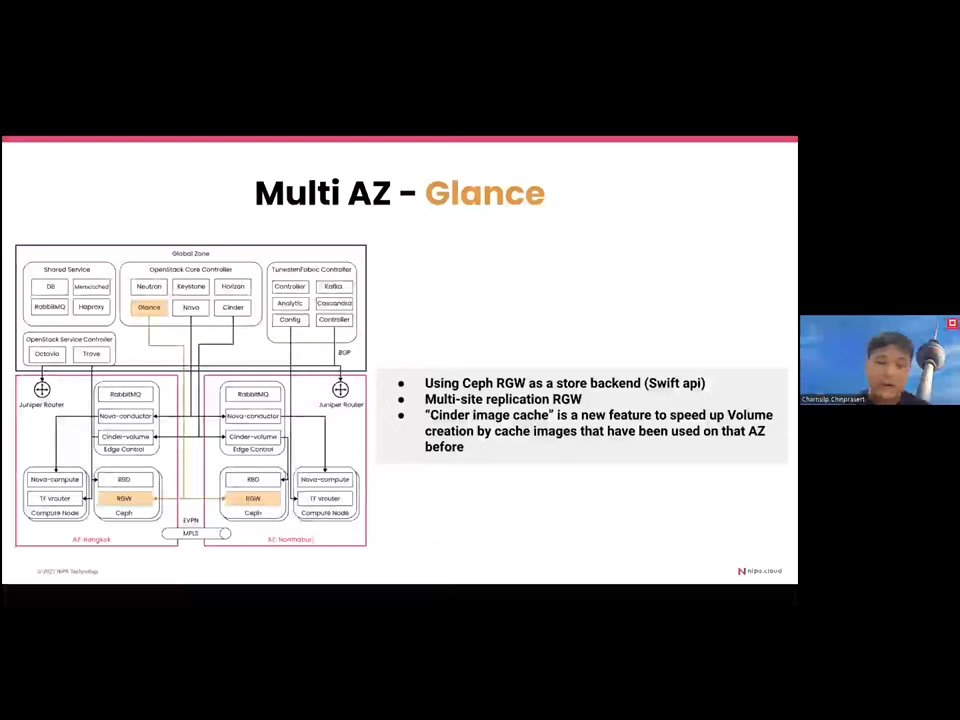 Multi AZ - Glance
Global Zone
Shared Service
DB
Memcached
RabbitMQ
Haproxy
OpenStack Core Controller
Neutron
Keystone
Horizon
Glance
Nova
Cinder
TunestenFabric Controller
Controller
Kafka
Analytic
Cassandra
Config
Controller
OpenStack Service Controller
Octavia
Trove
BGP
Juniper Router
Juniper Router
RabbitMQ
Nova-conductor
Cinder-volume
Edge Control
RabbitMQ
Nova-conductor
Cinder-volume
Edge Control
Nova-compute
TF vrouter
Compute Node
RBD
RGW
Ceph
RBD
RGW
Ceph
Nova-compute
TF vrouter
Compute Node
EVPN
MPLS
AZ: Bangkok
AZ: Nonthaburi
● Using Ceph RGW as a store backend (Swift api)
● Multi-site replication RGW
● “Cinder image cache” is a new feature to speed up Volume
creation by cache images that have been used on that AZ
before
© 2022 NIPA Technology
nipa.cloud
Charnsilp Chinprasert